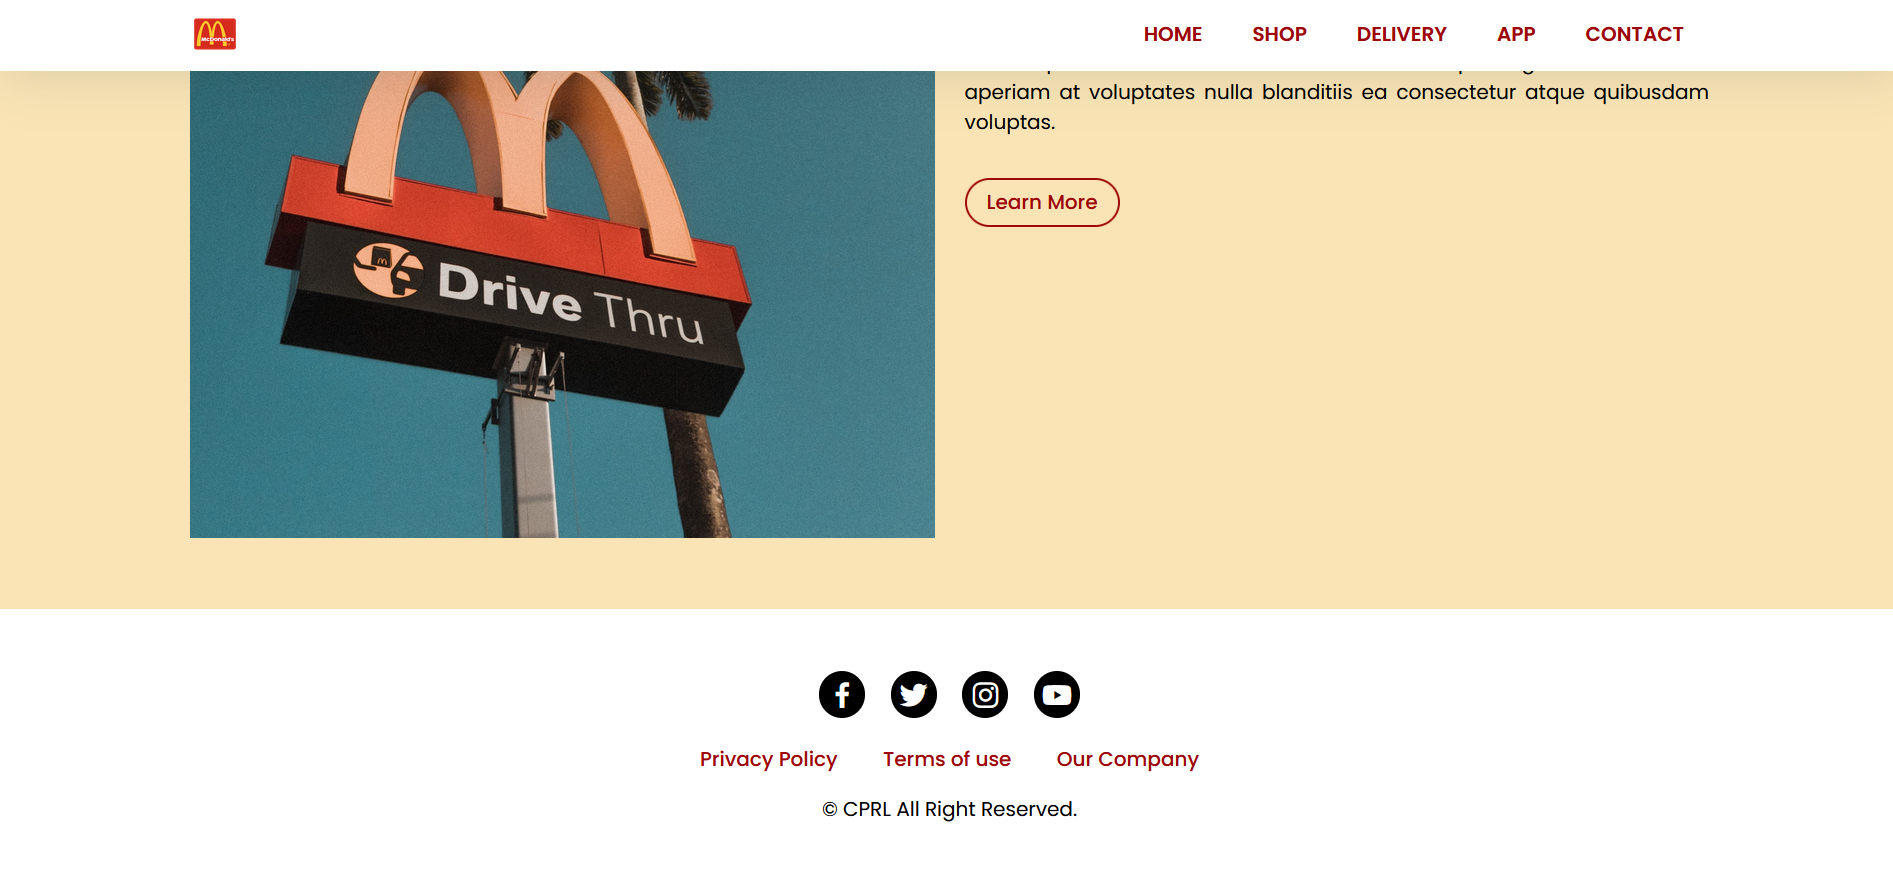 McDonald's
HOME SHOP DELIVERY APP CONTACT
aperiam at voluptates nulla blanditiis ea consectetur atque quibusdam
voluptas.
Learn More
Drive Thru
Privacy Policy Terms of use Our Company
© CPRL All Right Reserved.